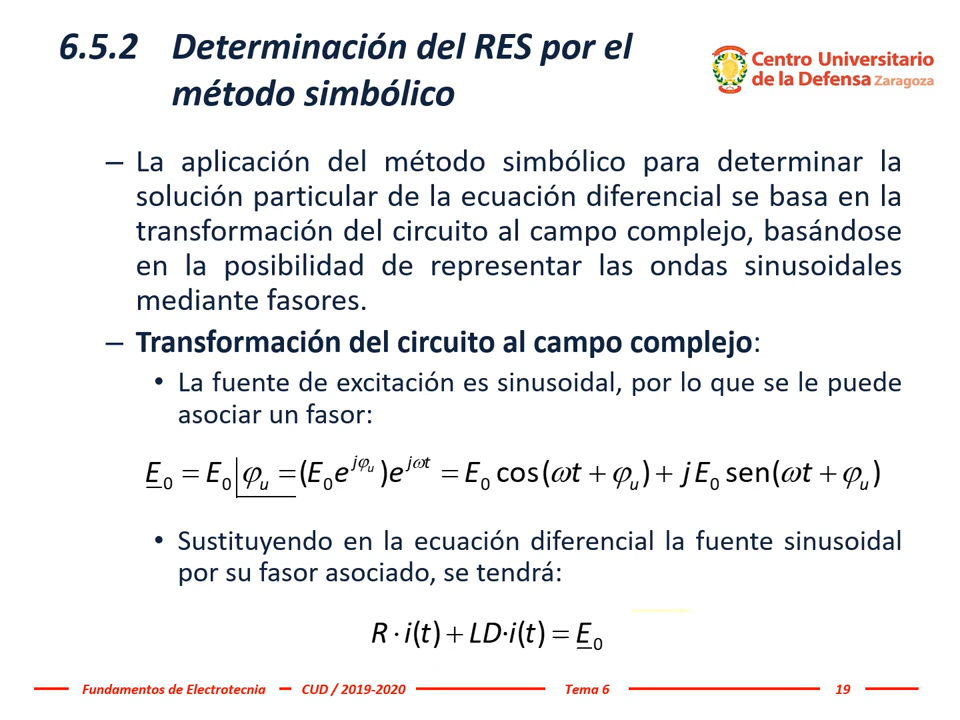 6.5.2 Determinación del RES por el
método simbólico
Centro Universitario
de la Defensa Zaragoza
– La aplicación del método simbólico para determinar la
solución particular de la ecuación diferencial se basa en la
transformación del circuito al campo complejo, basándose
en la posibilidad de representar las ondas sinusoidales
mediante fasores.
– Transformación del circuito al campo complejo:
• La fuente de excitación es sinusoidal, por lo que se le puede
asociar un fasor:
E̲₀ = E₀|φᵤ = (E₀e^{jφᵤ})e^{jωt} = E₀ cos(ωt + φᵤ) + jE₀ sen(ωt + φᵤ)
• Sustituyendo en la ecuación diferencial la fuente sinusoidal
por su fasor asociado, se tendrá:
R · i(t) + LD·i(t) = E̲₀
Fundamentos de Electrotecnia CUD / 2019-2020 Tema 6 19